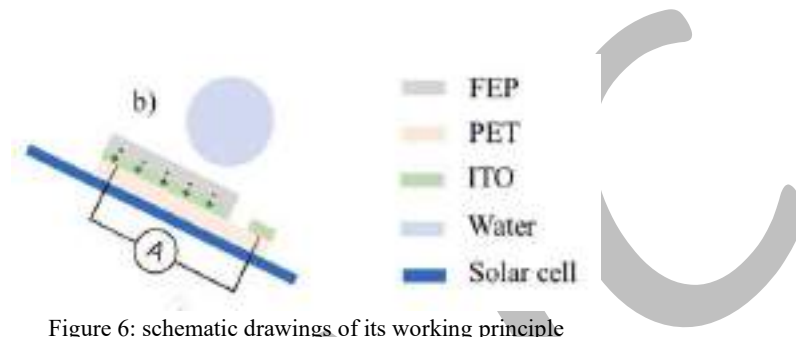 b)
FEP
PET
ITO
Water
Solar cell
A
Figure 6: schematic drawings of its working principle